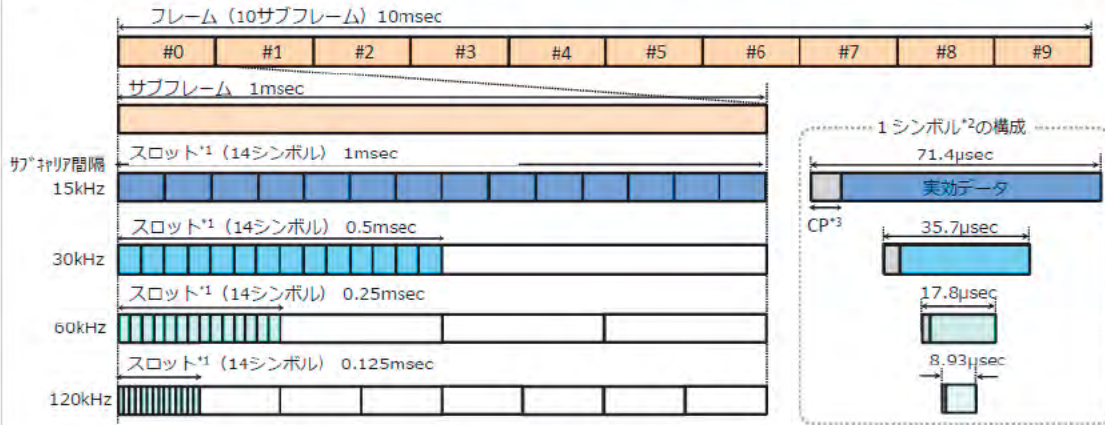 フレーム（10サブフレーム）10msec
#0 #1 #2 #3 #4 #5 #6 #7 #8 #9
サブフレーム 1msec
1シンボル*2の構成
サブキャリア間隔
スロット*1（14シンボル）1msec
71.4μsec
15kHz
実効データ
CP*3
スロット*1（14シンボル）0.5msec
35.7μsec
30kHz
スロット*1（14シンボル）0.25msec
17.8μsec
60kHz
スロット*1（14シンボル）0.125msec
8.93μsec
120kHz